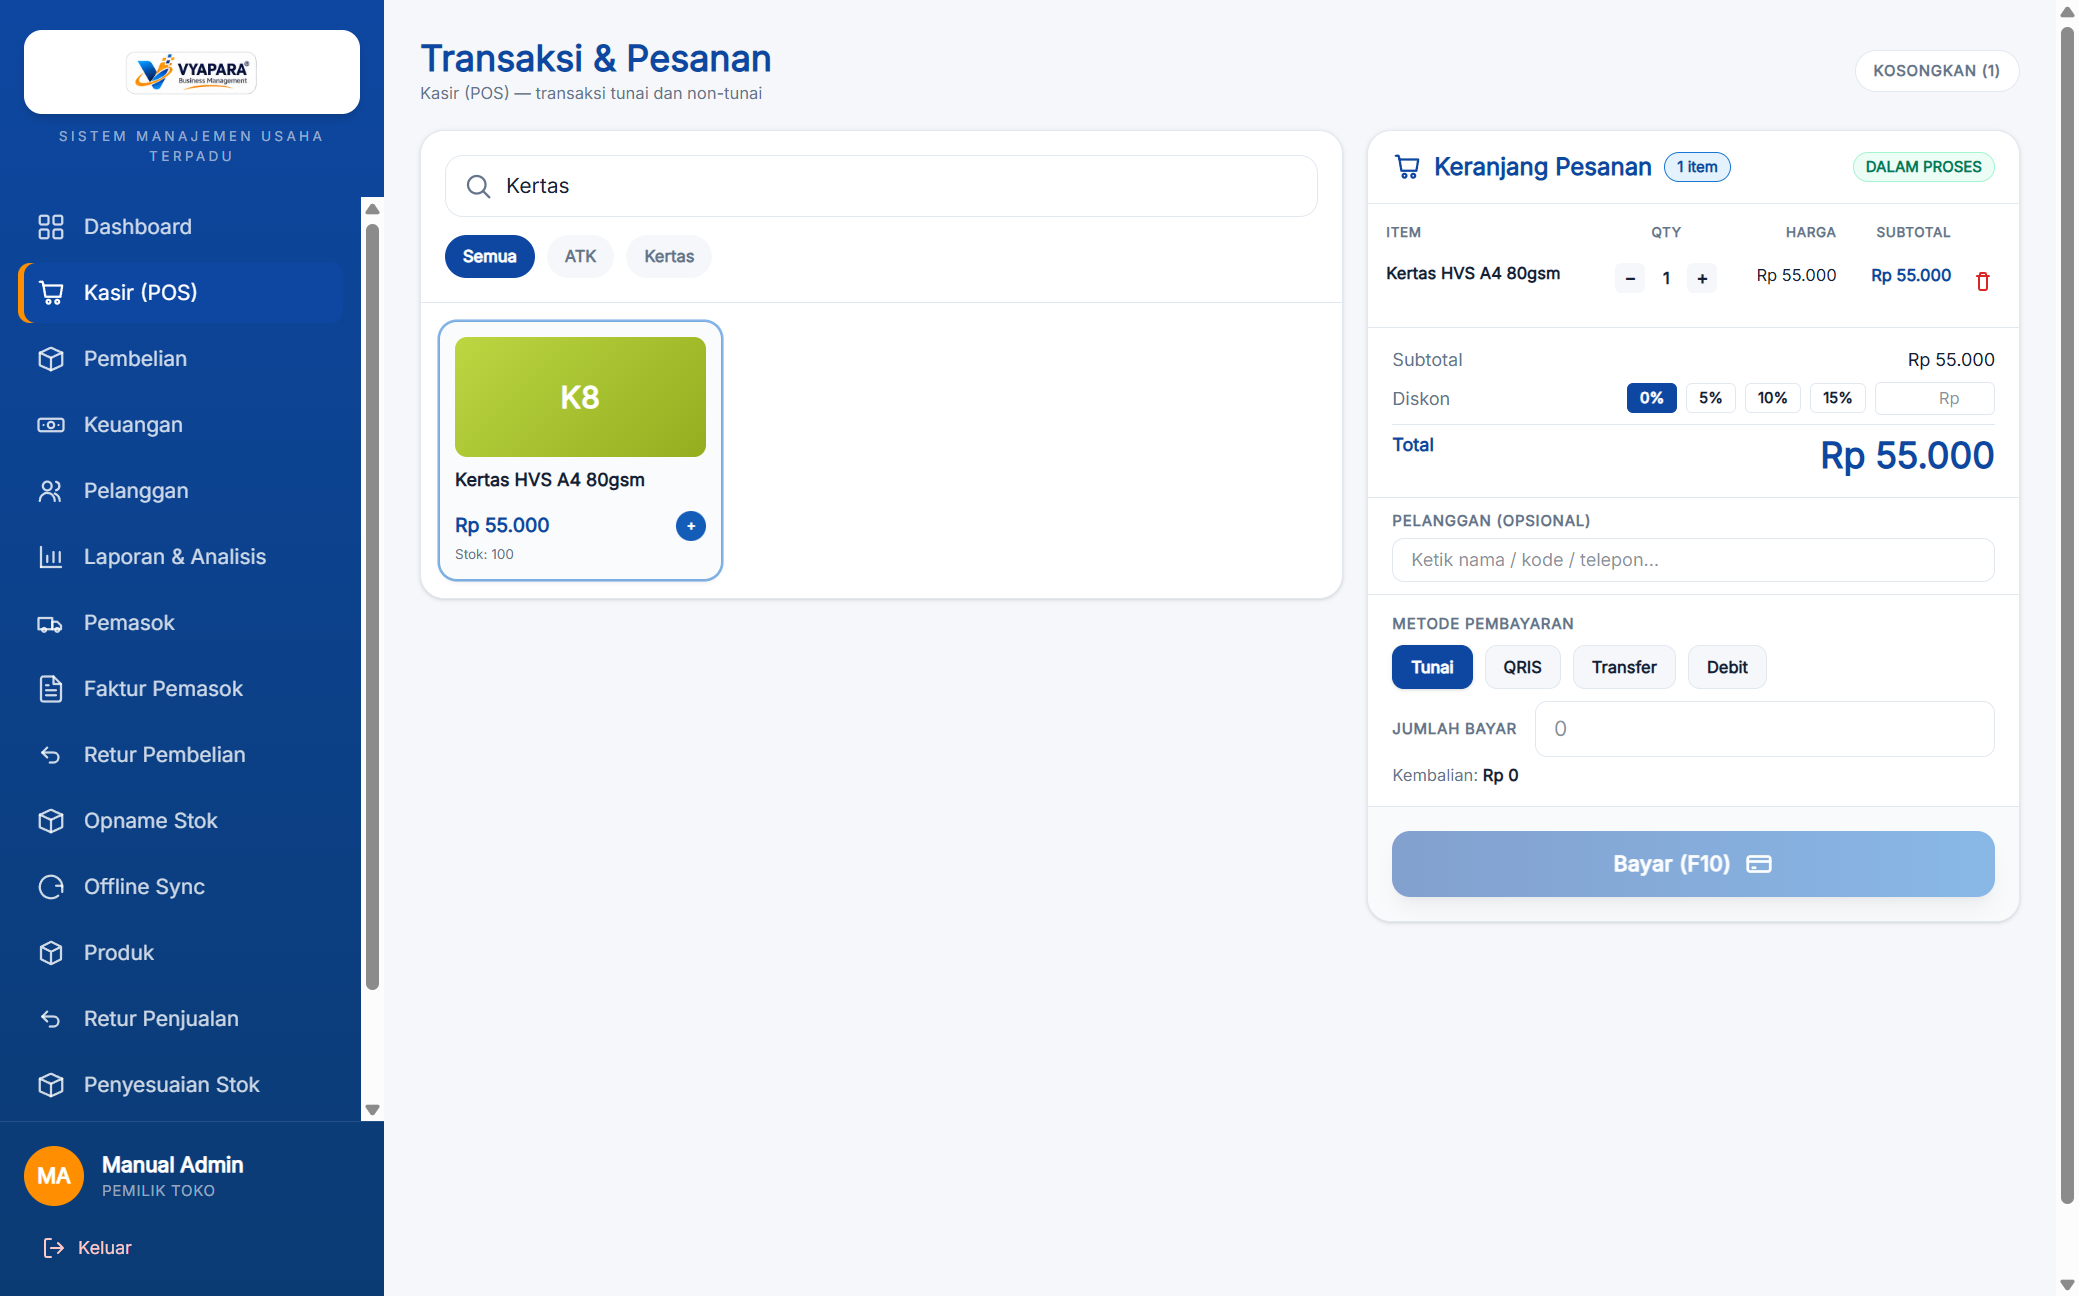 VYAPARA®
Business Management
SISTEM MANAJEMEN USAHA
TERPADU
Dashboard
Kasir (POS)
Pembelian
Keuangan
Pelanggan
Laporan & Analisis
Pemasok
Faktur Pemasok
Retur Pembelian
Opname Stok
Offline Sync
Produk
Retur Penjualan
Penyesuaian Stok
MA
Manual Admin
PEMILIK TOKO
Keluar
Transaksi & Pesanan
Kasir (POS) — transaksi tunai dan non-tunai
KOSONGKAN (1)
Kertas
Semua ATK Kertas
K8
Kertas HVS A4 80gsm
Rp 55.000 +
Stok: 100
Keranjang Pesanan 1 item DALAM PROSES
ITEM QTY HARGA SUBTOTAL
Kertas HVS A4 80gsm − 1 + Rp 55.000 Rp 55.000
Subtotal Rp 55.000
Diskon 0% 5% 10% 15% Rp
Total Rp 55.000
PELANGGAN (OPSIONAL)
Ketik nama / kode / telepon...
METODE PEMBAYARAN
Tunai QRIS Transfer Debit
JUMLAH BAYAR 0
Kembalian: Rp 0
Bayar (F10)